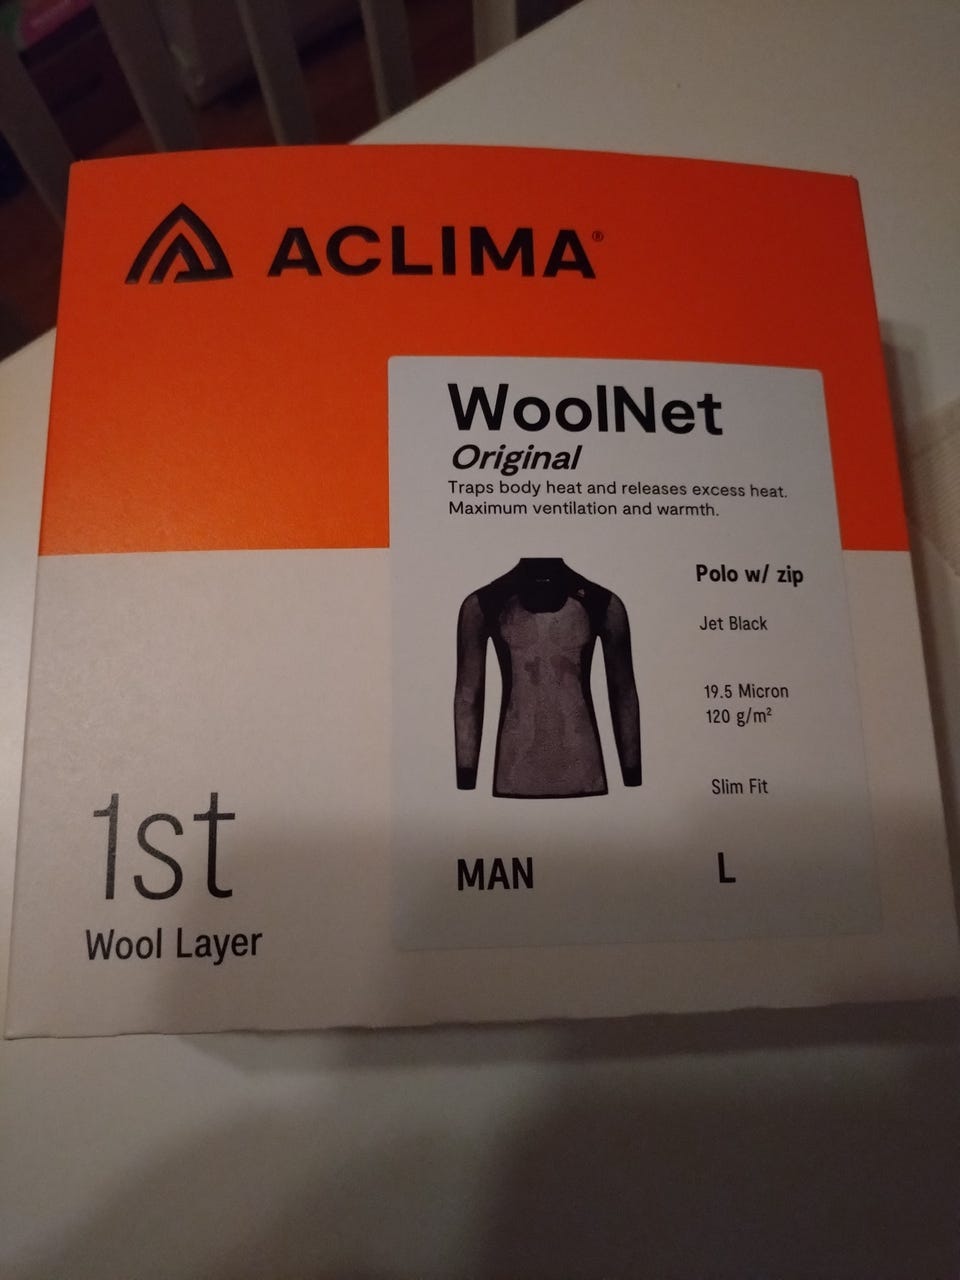 ACLIMA®
WoolNet
Original
Traps body heat and releases excess heat.
Maximum ventilation and warmth.
Polo w/ zip
Jet Black
19.5 Micron
120 g/m²
Slim Fit
MAN
L
1st
Wool Layer